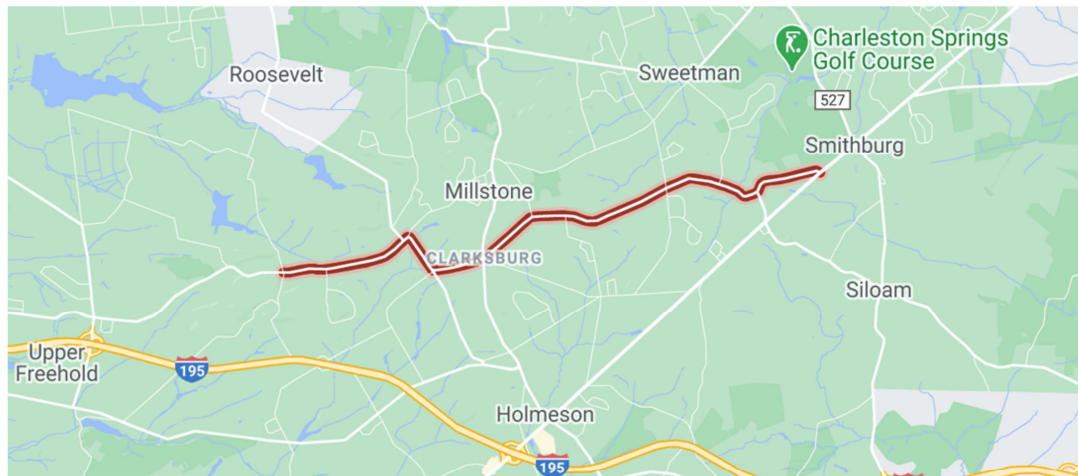 Charleston Springs
Golf Course
Roosevelt
Sweetman
527
Smithburg
Millstone
CLARKSBURG
Siloam
Upper
Freehold
195
Holmeson
195